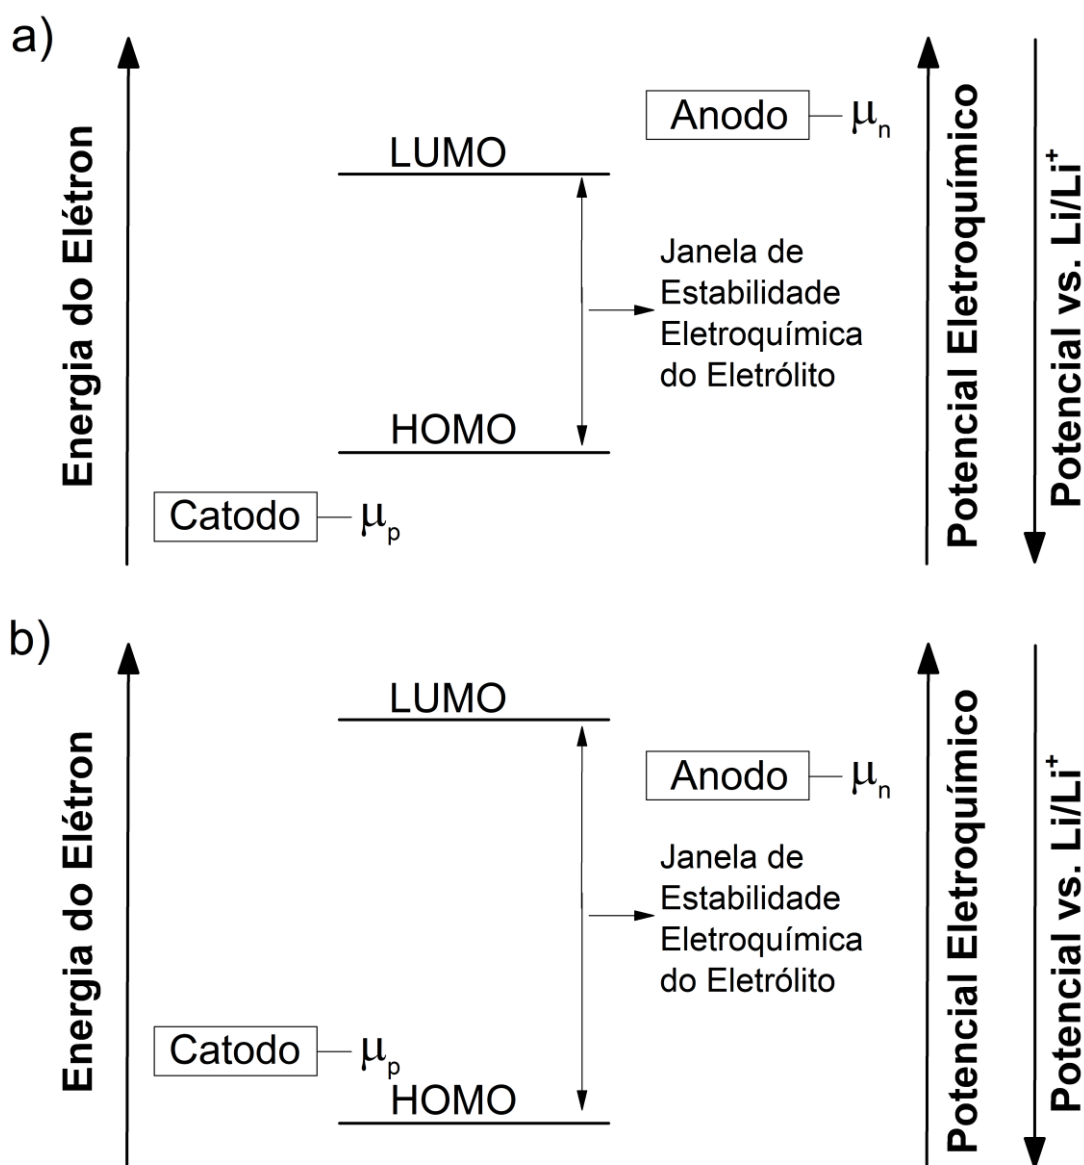 a)
Energia do Elétron
LUMO
HOMO
Catodo
μp
Anodo
μn
Janela de
Estabilidade
Eletroquímica
do Eletrólito
Potencial Eletroquímico
Potencial vs. Li/Li+
b)
Energia do Elétron
LUMO
HOMO
Catodo
μp
Anodo
μn
Janela de
Estabilidade
Eletroquímica
do Eletrólito
Potencial Eletroquímico
Potencial vs. Li/Li+